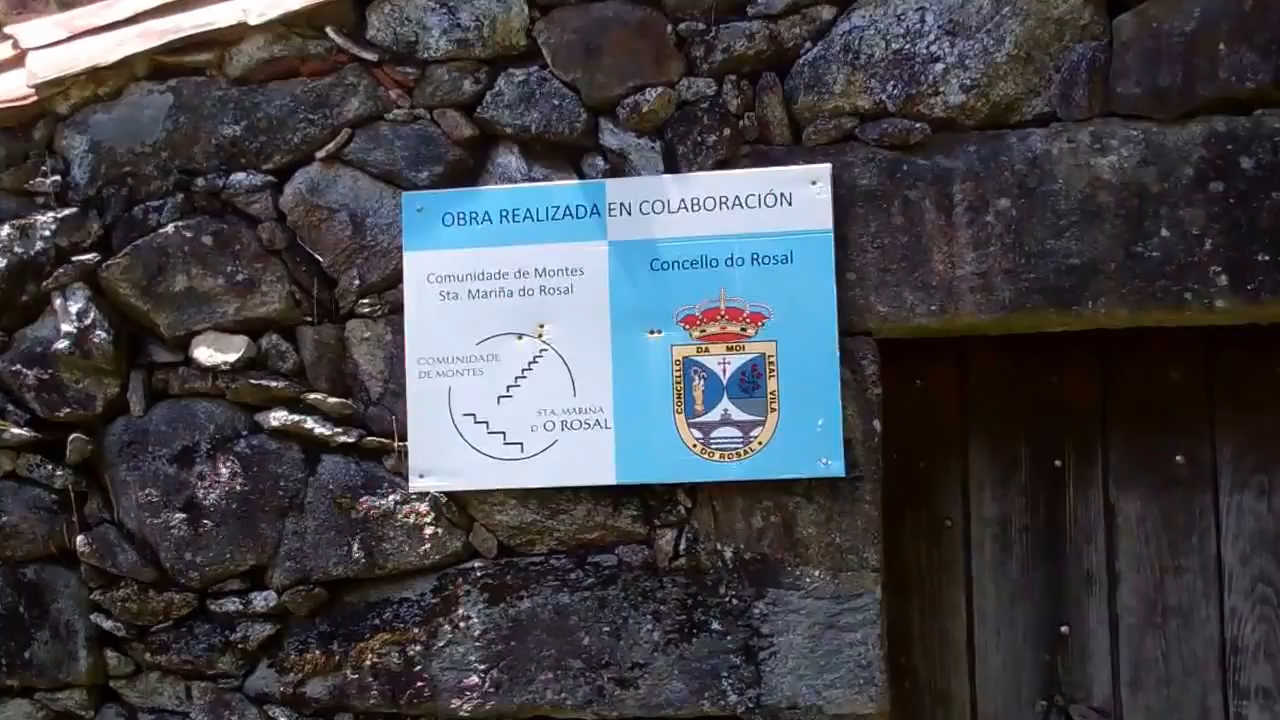 OBRA REALIZADA EN COLABORACIÓN
Comunidade de Montes
Sta. Mariña do Rosal
COMUNIDADE
DE MONTES
STA. MARIÑA
D'O ROSAL
Concello do Rosal
CONCELLO DA MOI LEAL VILA
DO ROSAL